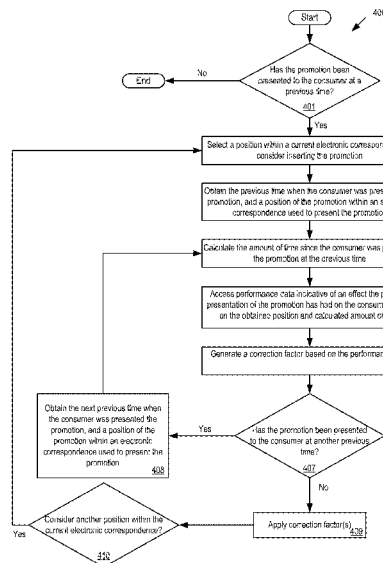 Start
400
Has the promotion been
presented to the consumer at a
previous time?
401
No
End
Yes
Select a position within a current electronic
consider inserting the promotion
Obtain the previous time when the consumer was
promotion, and a position of the promotion within an
correspondence used to present the
Calculate the amount of time since the consumer was
the promotion at the previous time
Access performance data indicative of an effect the
presentation of the promotion has had on the
on the obtained position and calculated amount
Generate a correction factor based on the
Obtain the next previous time when
the consumer was presented the
promotion, and a position of the
promotion within an electronic
correspondence used to present the
promotion
408
Yes
Has the promotion been presented
to the consumer at another previous
time?
407
No
Consider another position within the
current electronic correspondence?
410
Yes
Apply correction factor(s)
409